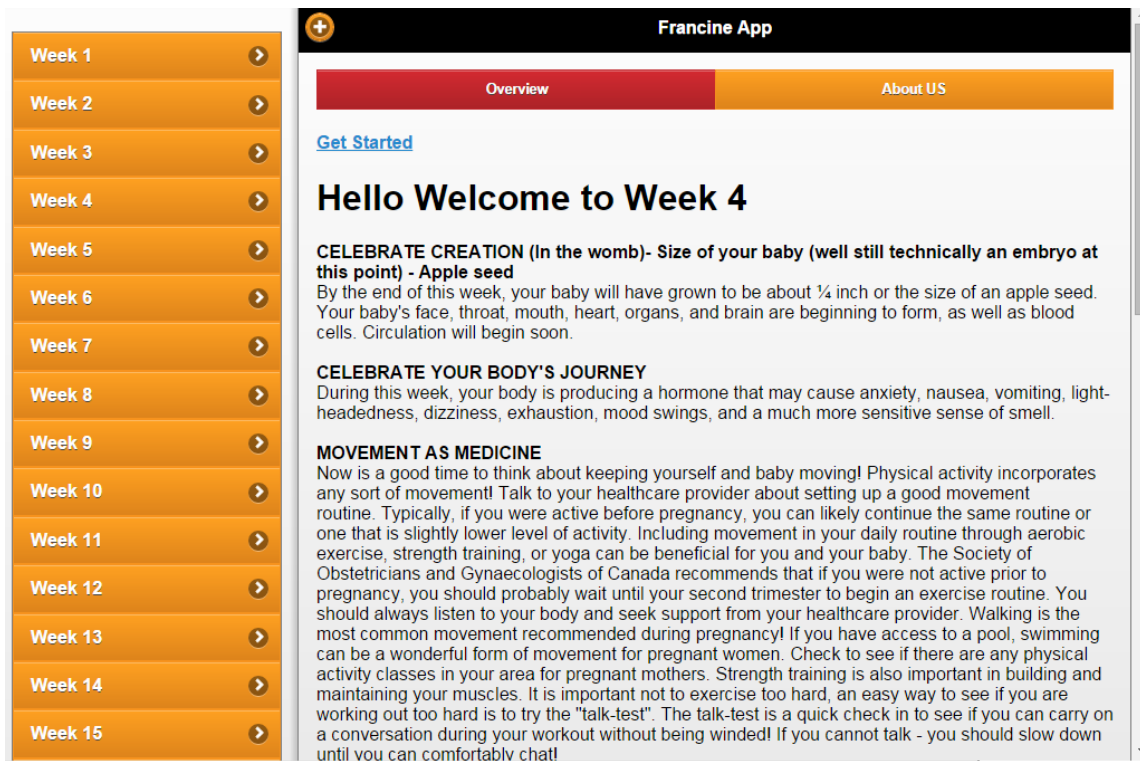 Week 1
Week 2
Week 3
Week 4
Week 5
Week 6
Week 7
Week 8
Week 9
Week 10
Week 11
Week 12
Week 13
Week 14
Week 15
Francine App
Overview
About US
Get Started
Hello Welcome to Week 4
CELEBRATE CREATION (In the womb)- Size of your baby (well still technically an embryo at
this point) - Apple seed
By the end of this week, your baby will have grown to be about ¼ inch or the size of an apple seed.
Your baby's face, throat, mouth, heart, organs, and brain are beginning to form, as well as blood
cells. Circulation will begin soon.
CELEBRATE YOUR BODY'S JOURNEY
During this week, your body is producing a hormone that may cause anxiety, nausea, vomiting, light-
headedness, dizziness, exhaustion, mood swings, and a much more sensitive sense of smell.
MOVEMENT AS MEDICINE
Now is a good time to think about keeping yourself and baby moving! Physical activity incorporates
any sort of movement! Talk to your healthcare provider about setting up a good movement
routine. Typically, if you were active before pregnancy, you can likely continue the same routine or
one that is slightly lower level of activity. Including movement in your daily routine through aerobic
exercise, strength training, or yoga can be beneficial for you and your baby. The Society of
Obstetricians and Gynaecologists of Canada recommends that if you were not active prior to
pregnancy, you should probably wait until your second trimester to begin an exercise routine. You
should always listen to your body and seek support from your healthcare provider. Walking is the
most common movement recommended during pregnancy! If you have access to a pool, swimming
can be a wonderful form of movement for pregnant women. Check to see if there are any physical
activity classes in your area for pregnant mothers. Strength training is also important in building and
maintaining your muscles. It is important not to exercise too hard, an easy way to see if you are
working out too hard is to try the "talk-test". The talk-test is a quick check in to see if you can carry on
a conversation during your workout without being winded! If you cannot talk - you should slow down
until you can comfortably chat!